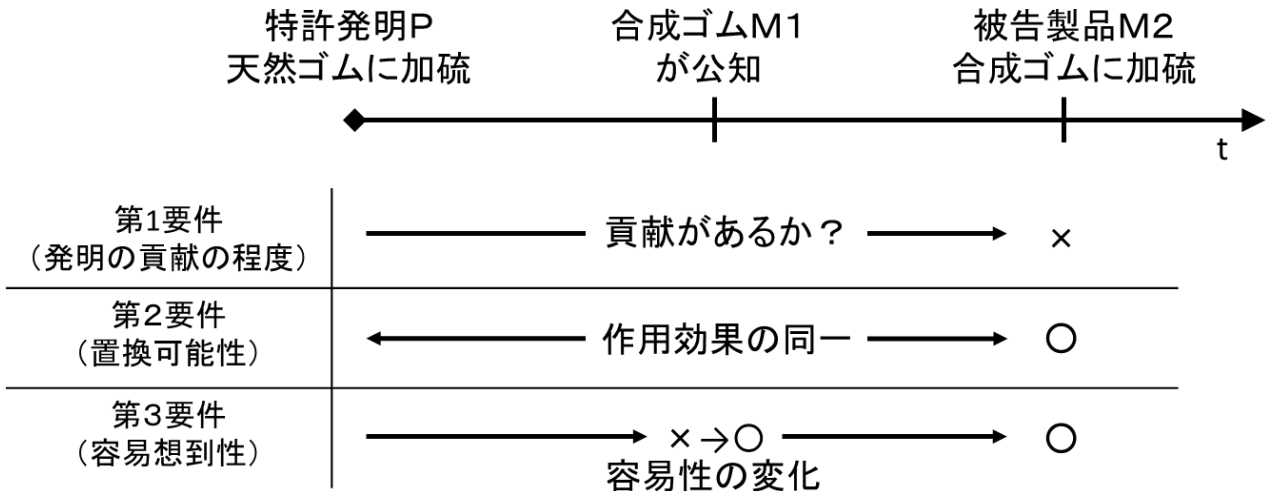 特許発明P
天然ゴムに加硫
合成ゴムM1
が公知
被告製品M2
合成ゴムに加硫
t
第1要件
（発明の貢献の程度）
貢献があるか？
×
第2要件
（置換可能性）
作用効果の同一
○
第3要件
（容易想到性）
×→○
容易性の変化
○